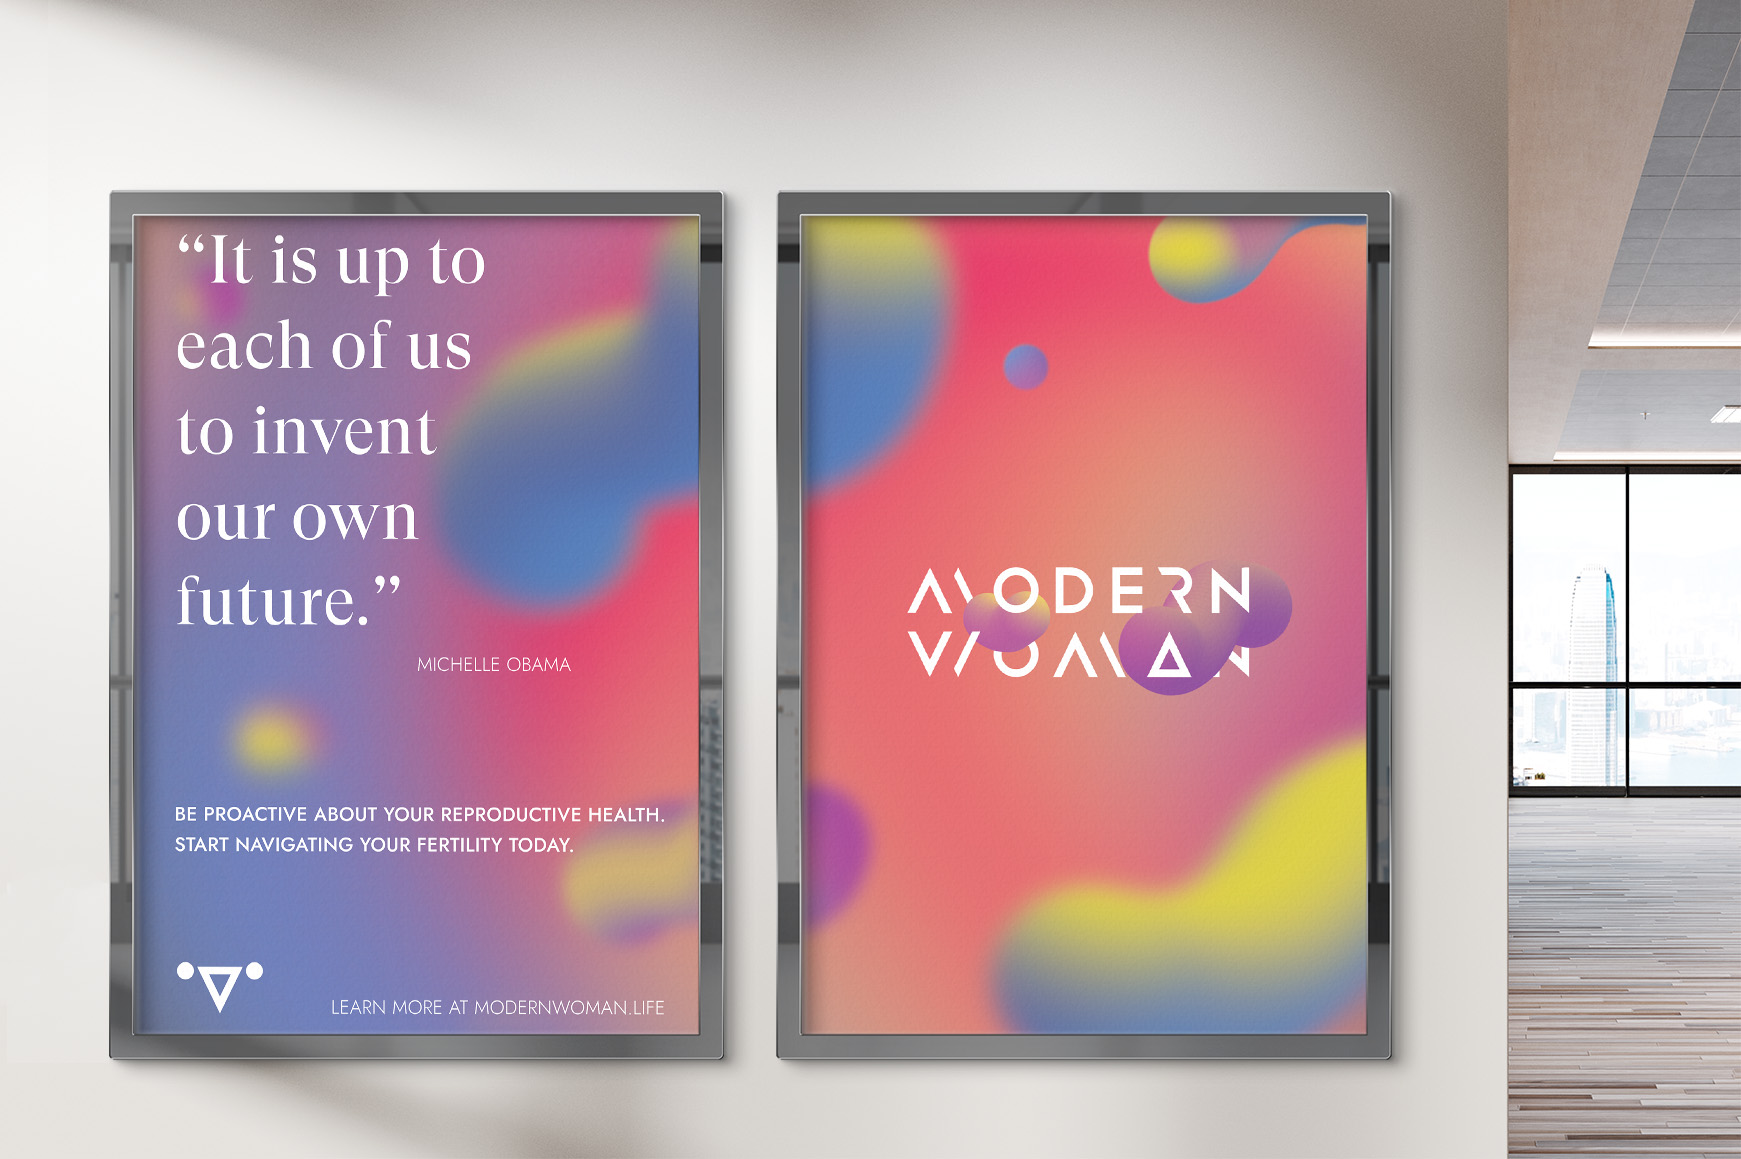 “It is up to
each of us
to invent
our own
future.”
MICHELLE OBAMA
BE PROACTIVE ABOUT YOUR REPRODUCTIVE HEALTH.
START NAVIGATING YOUR FERTILITY TODAY.
LEARN MORE AT MODERNWOMAN.LIFE
MODERN
WOMAN